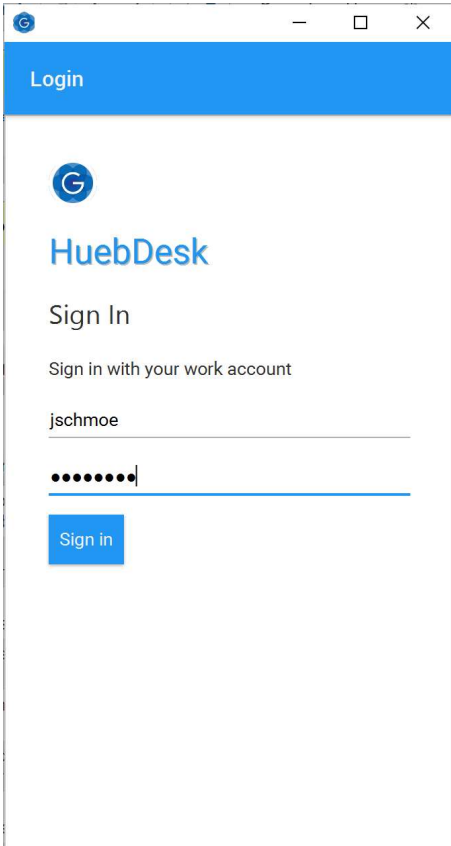 G
Login
G
HuebDesk
Sign In
Sign in with your work account
jschmoe
••••••••
Sign in